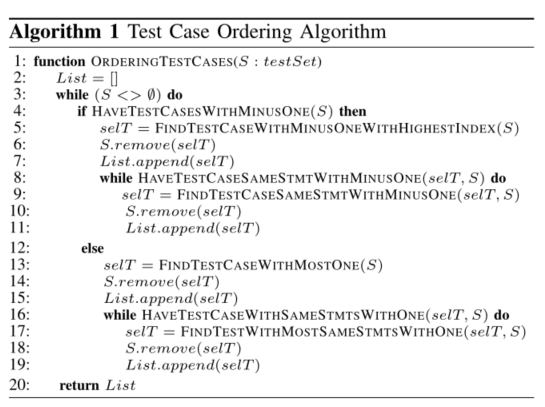 Algorithm 1 Test Case Ordering Algorithm
1: function ORDERINGTESTCASES(S : testSet)
2: List = []
3: while (S <> ∅) do
4: if HAVETESTCASESWITHMINUSONE(S) then
5: selT = FINDTESTCASEWITHMINUSONEWITHHIGHESTINDEX(S)
6: S.remove(selT)
7: List.append(selT)
8: while HAVETESTCASESAMESTMTWITHMINUSONE(selT, S) do
9: selT = FINDTESTCASESAMESTMTWITHMINUSONE(selT, S)
10: S.remove(selT)
11: List.append(selT)
12: else
13: selT = FINDTESTCASEWITHMOSTONE(S)
14: S.remove(selT)
15: List.append(selT)
16: while HAVETESTCASEWITHSAMESTMTSWITHONE(selT, S) do
17: selT = FINDTESTWITHMOSTSAMESTMTSWITHONE(selT, S)
18: S.remove(selT)
19: List.append(selT)
20: return List